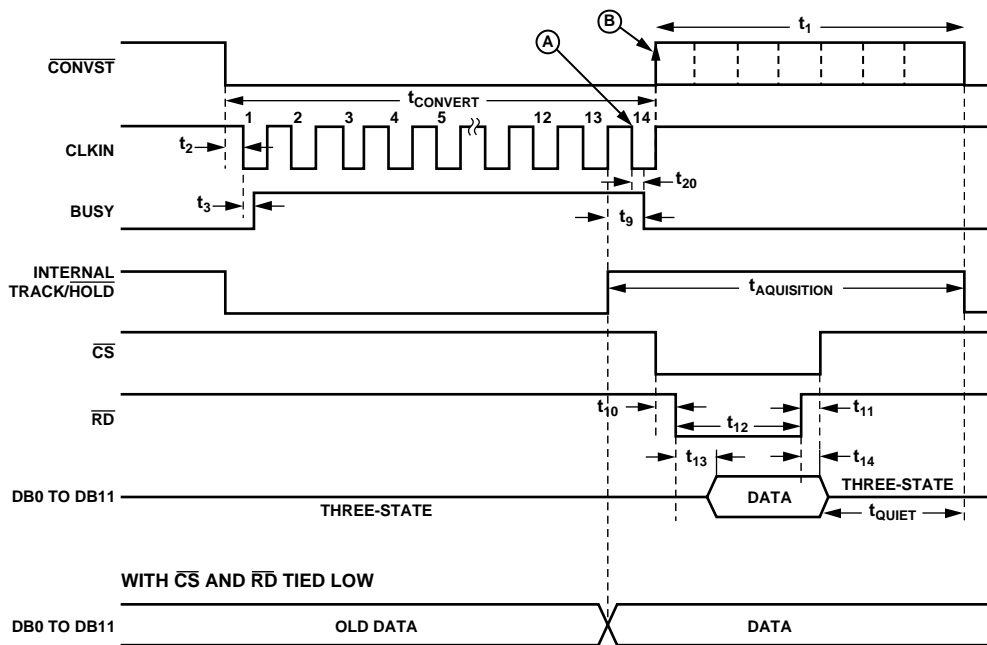 B
t1
A
CONVST
tCONVERT
1 2 3 4 5 12 13 14
CLKIN
t2
t20
t3
BUSY
t9
INTERNAL
TRACK/HOLD
tAQUISITION
CS
t10
t11
RD
t12
t13
t14
DB0 TO DB11
THREE-STATE
DATA
THREE-STATE
tQUIET
WITH CS AND RD TIED LOW
DB0 TO DB11
OLD DATA
DATA